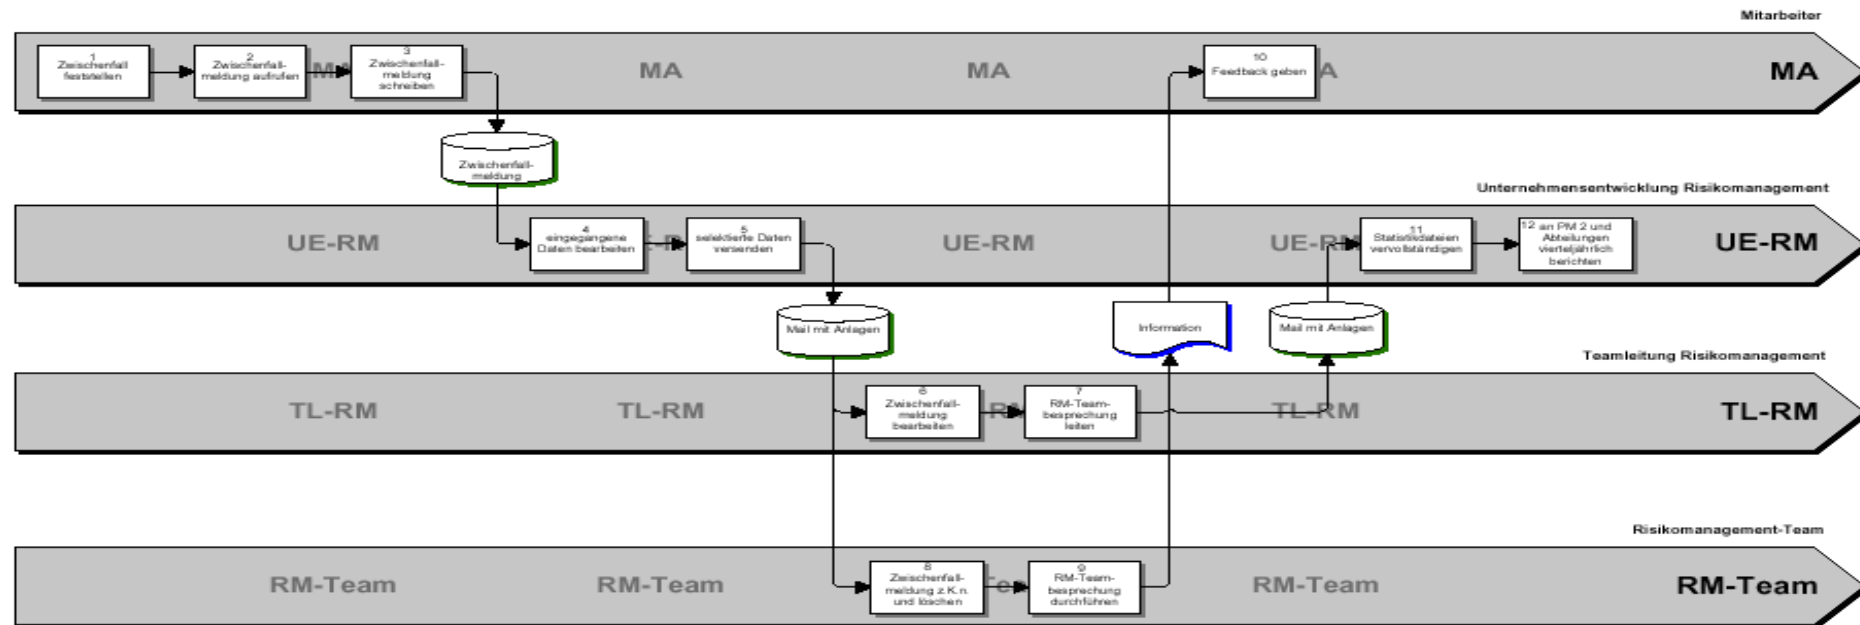 Mitarbeiter
1
Zwischenfall
feststellen
2
Zwischenfall-
meldung aufrufen
3
Zwischenfall-
meldung
schreiben
MA
MA
MA
10
Feedback geben
MA
Zwischenfall-
meldung
Unternehmensentwicklung Risikomanagement
UE-RM
4
eingegangene
Daten bearbeiten
5
selektierte Daten
versenden
UE-RM
UE-RM
11
Statistikdateien
vervollständigen
12 an PM 2 und
Abteilungen
vierteljährlich
berichten
UE-RM
Mail mit Anlagen
Information
Mail mit Anlagen
Teamleitung Risikomanagement
TL-RM
TL-RM
6
Zwischenfall-
meldung
bearbeiten
RM
7
RM-Team-
besprechung
leiten
TL-RM
TL-RM
Risikomanagement-Team
RM-Team
RM-Team
8
Zwischenfall-
meldung z.K.n.
und löschen
9
RM-Team-
besprechung
durchführen
RM-Team
RM-Team